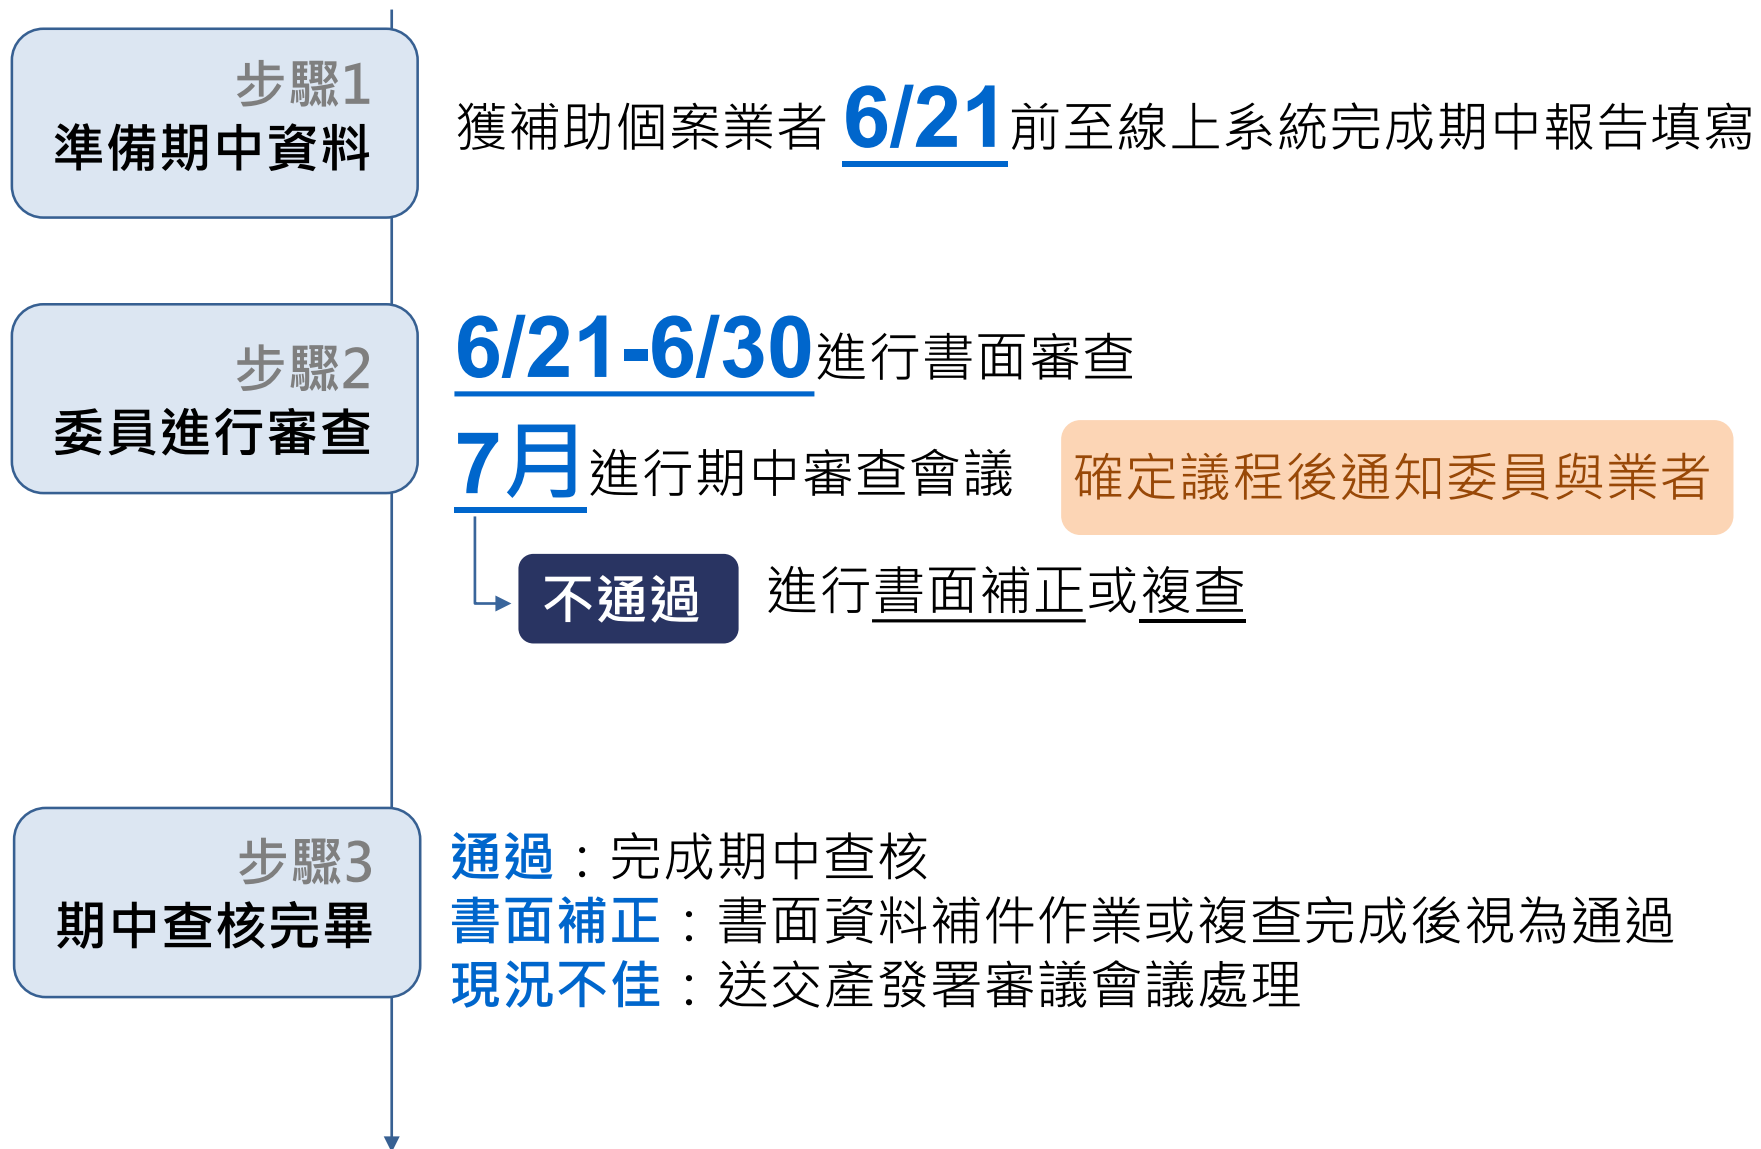 步驟1
準備期中資料
獲補助個案業者 6/21前至線上系統完成期中報告填寫
步驟2
委員進行審查
6/21-6/30進行書面審查
7月進行期中審查會議
確定議程後通知委員與業者
不通過
進行書面補正或複查
步驟3
期中查核完畢
通過：完成期中查核
書面補正：書面資料補件作業或複查完成後視為通過
現況不佳：送交產發署審議會議處理